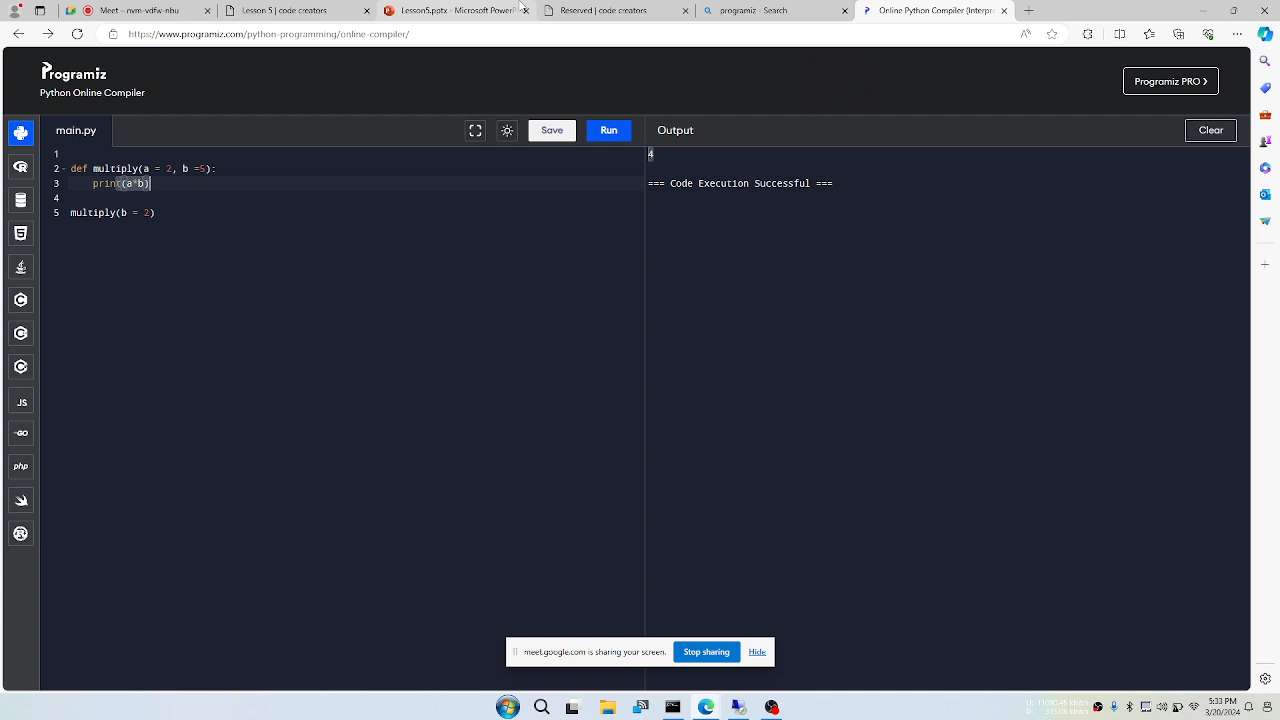 Meet – nvm-vdfw-nbu
Lesson 5 | code creators
Lesson5.pptx - Microsoft PowerP
Reserved | code creators
programiz - Search
Online Python Compiler (Interpre
https://www.programiz.com/python-programming/online-compiler/
Programiz
Python Online Compiler
Programiz PRO >
main.py
Save
Run
Output
Clear
1
2 def multiply(a = 2, b =5):
3 print(a*b)
4
5 multiply(b = 2)
4
=== Code Execution Successful ===
JS
GO
php
meet.google.com is sharing your screen.
Stop sharing
Hide
5:33 PM
3/20/2024